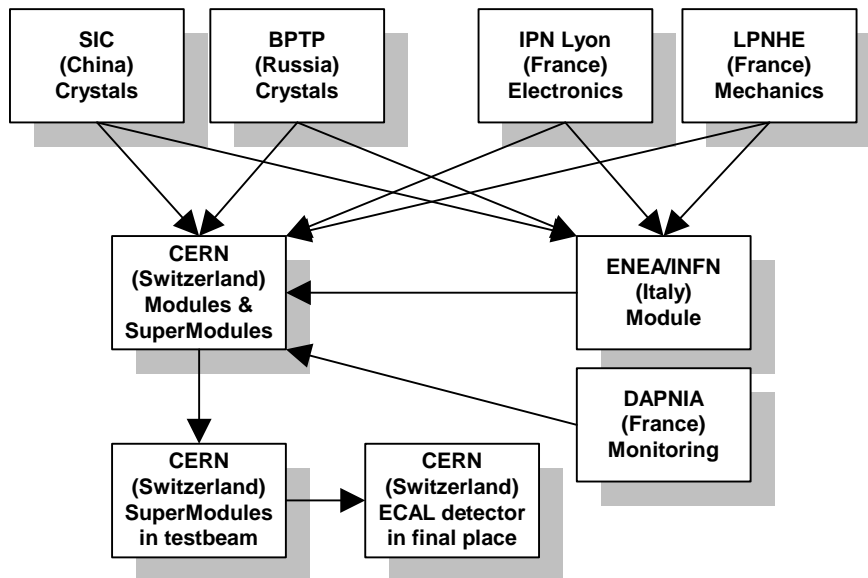 SIC
(China)
Crystals
BPTP
(Russia)
Crystals
IPN Lyon
(France)
Electronics
LPNHE
(France)
Mechanics
CERN
(Switzerland)
Modules &
SuperModules
ENEA/INFN
(Italy)
Module
DAPNIA
(France)
Monitoring
CERN
(Switzerland)
SuperModules
in testbeam
CERN
(Switzerland)
ECAL detector
in final place